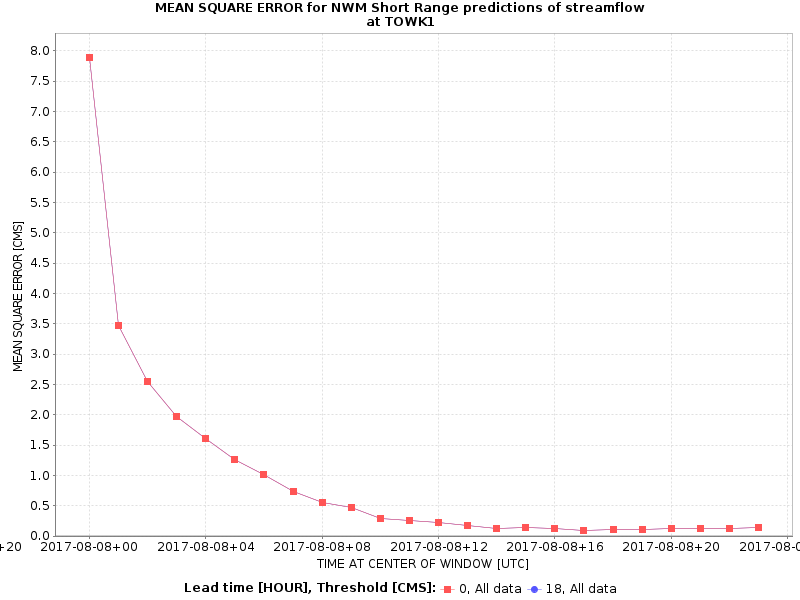 MEAN SQUARE ERROR for NWM Short Range predictions of streamflow
at TOWK1
MEAN SQUARE ERROR [CMS]
8.0
7.5
7.0
6.5
6.0
5.5
5.0
4.5
4.0
3.5
3.0
2.5
2.0
1.5
1.0
0.5
0.0
+20 2017-08-08+00 2017-08-08+04 2017-08-08+08 2017-08-08+12 2017-08-08+16 2017-08-08+20 2017-08-0
TIME AT CENTER OF WINDOW [UTC]
Lead time [HOUR], Threshold [CMS]: 0, All data 18, All data